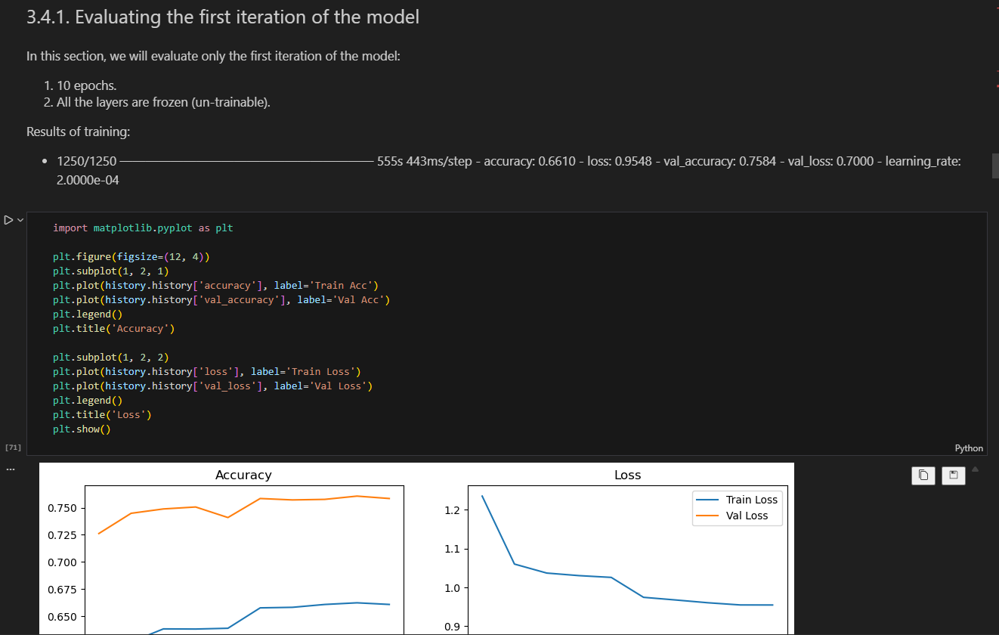 3.4.1. Evaluating the first iteration of the model
In this section, we will evaluate only the first iteration of the model:
1. 10 epochs.
2. All the layers are frozen (un-trainable).
Results of training:
• 1250/1250 ———————————————————— 555s 443ms/step - accuracy: 0.6610 - loss: 0.9548 - val_accuracy: 0.7584 - val_loss: 0.7000 - learning_rate:
2.0000e-04
import matplotlib.pyplot as plt
plt.figure(figsize=(12, 4))
plt.subplot(1, 2, 1)
plt.plot(history.history['accuracy'], label='Train Acc')
plt.plot(history.history['val_accuracy'], label='Val Acc')
plt.legend()
plt.title('Accuracy')
plt.subplot(1, 2, 2)
plt.plot(history.history['loss'], label='Train Loss')
plt.plot(history.history['val_loss'], label='Val Loss')
plt.legend()
plt.title('Loss')
plt.show()
[71]
Python
...
Accuracy
0.750
0.725
0.700
0.675
0.650
Loss
Train Loss
Val Loss
1.2
1.1
1.0
0.9